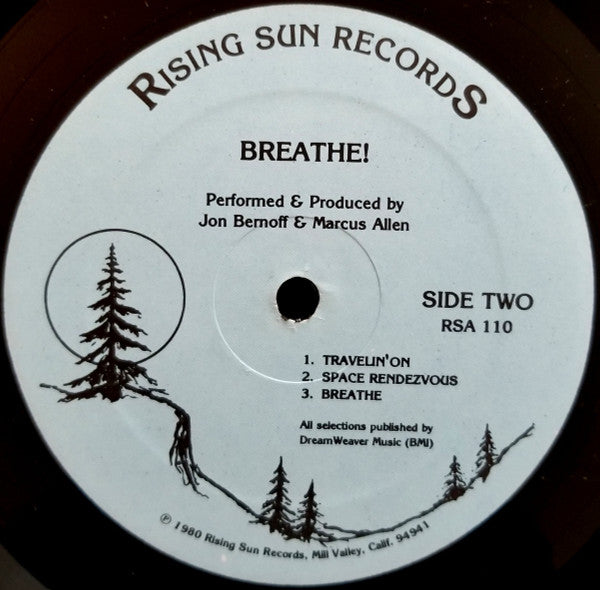 RISING SUN RECORDS
BREATHE!
Performed & Produced by
Jon Bernoff & Marcus Allen
SIDE TWO
RSA 110
1. TRAVELIN'ON
2. SPACE RENDEZVOUS
3. BREATHE
All selections published by
DreamWeaver Music (BMI)
℗ 1980 Rising Sun Records, Mill Valley, Calif. 94941